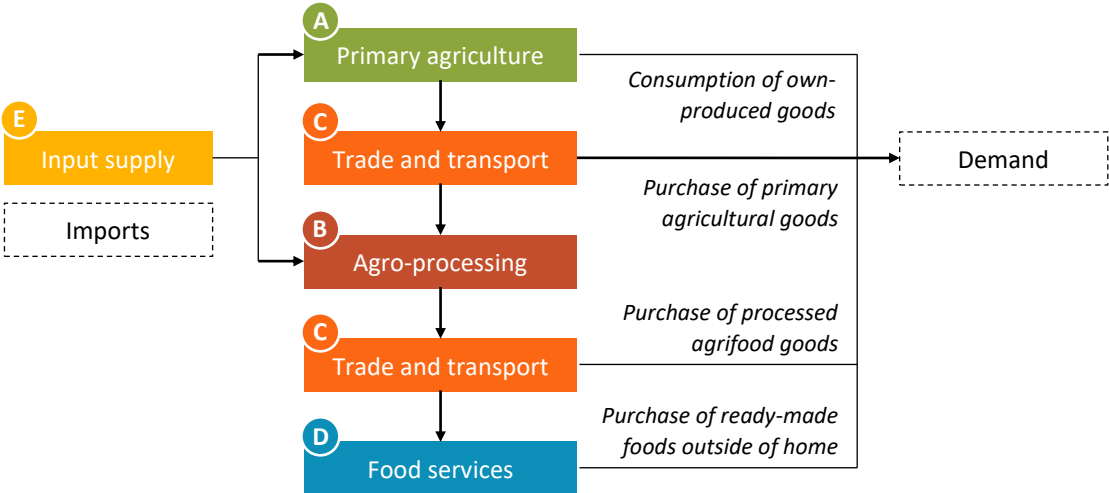 A
Primary agriculture
Consumption of own-
produced goods
E
Input supply
C
Trade and transport
Demand
Purchase of primary
agricultural goods
Imports
B
Agro-processing
Purchase of processed
agrifood goods
C
Trade and transport
Purchase of ready-made
foods outside of home
D
Food services